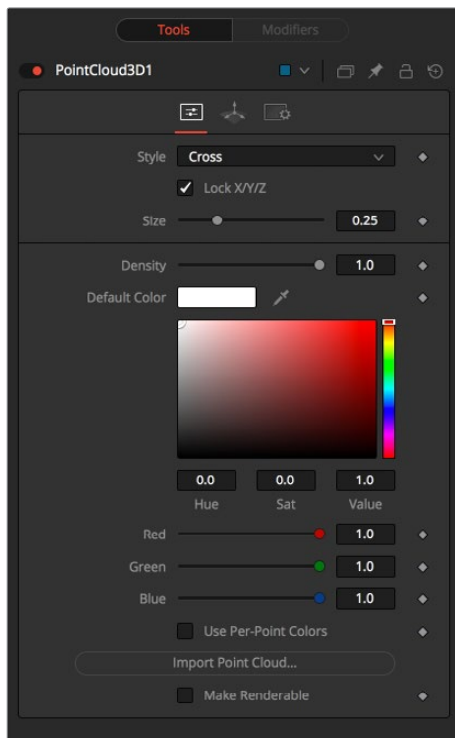 Tools Modifiers
PointCloud3D1
Style Cross
Lock X/Y/Z
Size 0.25
Density 1.0
Default Color
0.0 0.0 1.0
Hue Sat Value
Red 1.0
Green 1.0
Blue 1.0
Use Per-Point Colors
Import Point Cloud...
Make Renderable